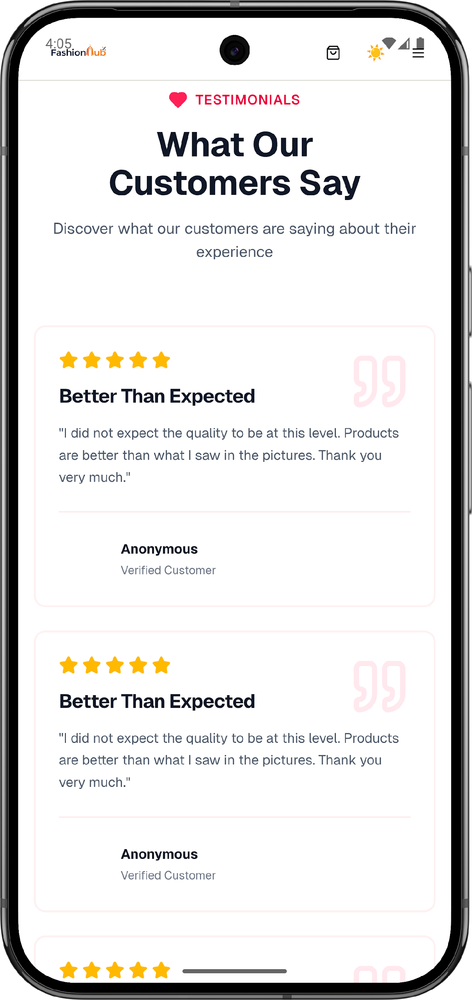 4:05
FashionHub
TESTIMONIALS
What Our
Customers Say
Discover what our customers are saying about their
experience
Better Than Expected
"I did not expect the quality to be at this level. Products
are better than what I saw in the pictures. Thank you
very much."
Anonymous
Verified Customer
Better Than Expected
"I did not expect the quality to be at this level. Products
are better than what I saw in the pictures. Thank you
very much."
Anonymous
Verified Customer